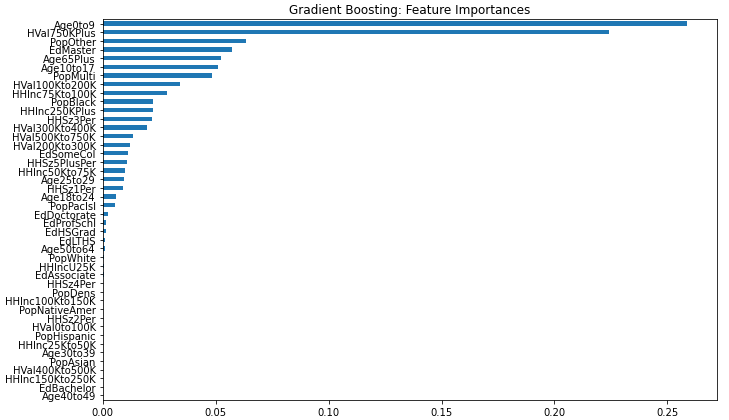 Gradient Boosting: Feature Importances
Age0to9
HVal750KPlus
PopOther
EdMaster
Age65Plus
Age10to17
PopMulti
HVal100Kto200K
HHInc75Kto100K
PopBlack
HHInc250KPlus
HHSz3Per
HVal300Kto400K
HVal500Kto750K
HVal200Kto300K
EdSomeCol
HHSz5PlusPer
HHInc50Kto75K
Age25to29
HHSz1Per
Age18to24
PopPacIsl
EdDoctorate
EdProfSchl
EdHSGrad
EdLTHS
Age50to64
PopWhite
HHIncU25K
EdAssociate
HHSz4Per
PopDens
HHInc100Kto150K
PopNativeAmer
HHSz2Per
HVal0to100K
PopHispanic
HHInc25Kto50K
Age30to39
PopAsian
HVal400Kto500K
HHInc150Kto250K
EdBachelor
Age40to49
0.00 0.05 0.10 0.15 0.20 0.25